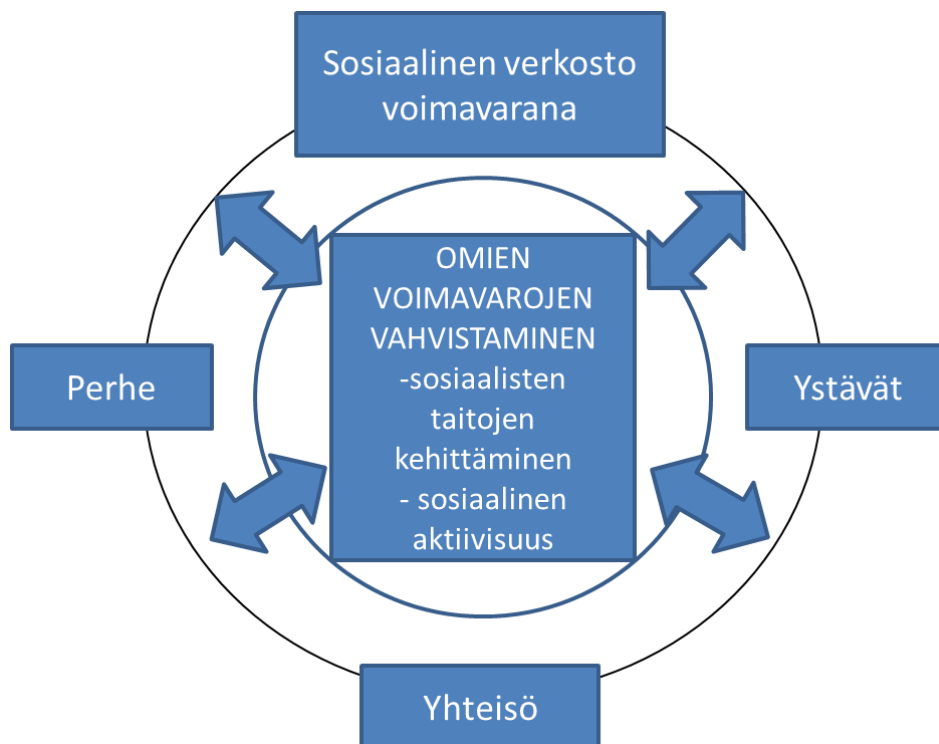 Sosiaalinen verkosto
voimavarana
OMIEN
VOIMAVAROJEN
VAHVISTAMINEN
-sosiaalisten
taitojen
kehittäminen
- sosiaalinen
aktiivisuus
Perhe
Ystävät
Yhteisö